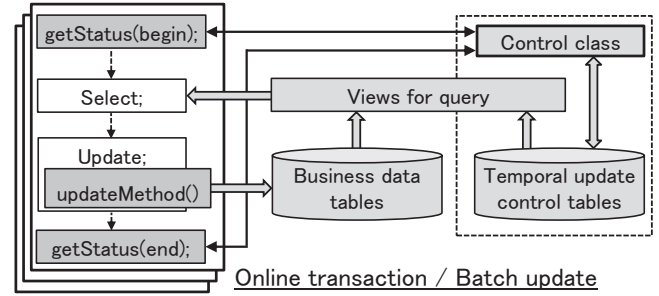 getStatus(begin);
Control class
Select;
Views for query
Update;
updateMethod()
Business data
tables
Temporal update
control tables
getStatus(end);
Online transaction / Batch update